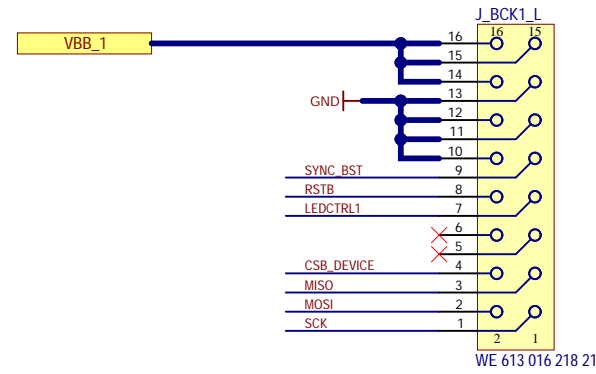 J_BCK1_L
VBB_1
16 16 15
15
14
GND 13
12
11
10
SYNC_BST 9
RSTB 8
LEDCTRL1 7
6
5
CSB_DEVICE 4
MISO 3
MOSI 2
SCK 1
2 1
WE 613 016 218 21